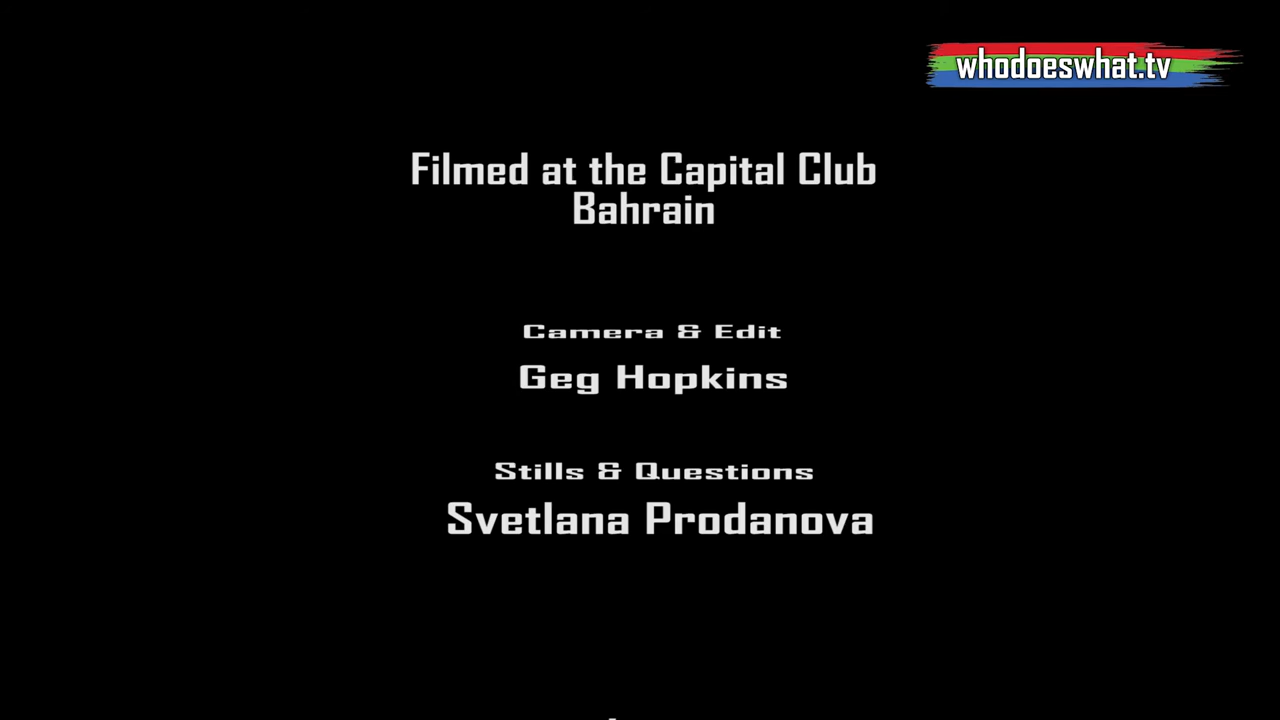 whodoeswhat.tv
Filmed at the Capital Club
Bahrain
Camera & Edit
Geg Hopkins
Stills & Questions
Svetlana Prodanova